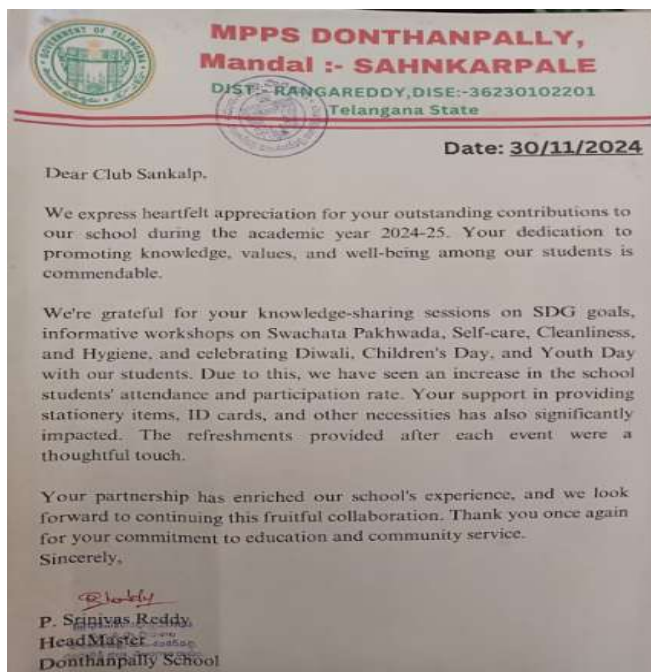 MPPS DONTHANPALLY,
Mandal :- SAHNKARPALE
DIST:- RANGAREDDY,DISE:-36230102201
Telangana State
Date: 30/11/2024
Dear Club Sankalp,
We express heartfelt appreciation for your outstanding contributions to
our school during the academic year 2024-25. Your dedication to
promoting knowledge, values, and well-being among our students is
commendable.
We're grateful for your knowledge-sharing sessions on SDG goals,
informative workshops on Swachata Pakhwada, Self-care, Cleanliness,
and Hygiene, and celebrating Diwali, Children's Day, and Youth Day
with our students. Due to this, we have seen an increase in the school
students' attendance and participation rate. Your support in providing
stationery items, ID cards, and other necessities has also significantly
impacted. The refreshments provided after each event were a
thoughtful touch.
Your partnership has enriched our school's experience, and we look
forward to continuing this fruitful collaboration. Thank you once again
for your commitment to education and community service.
Sincerely,
P. Srinivas Reddy
HeadMaster
Donthanpally School